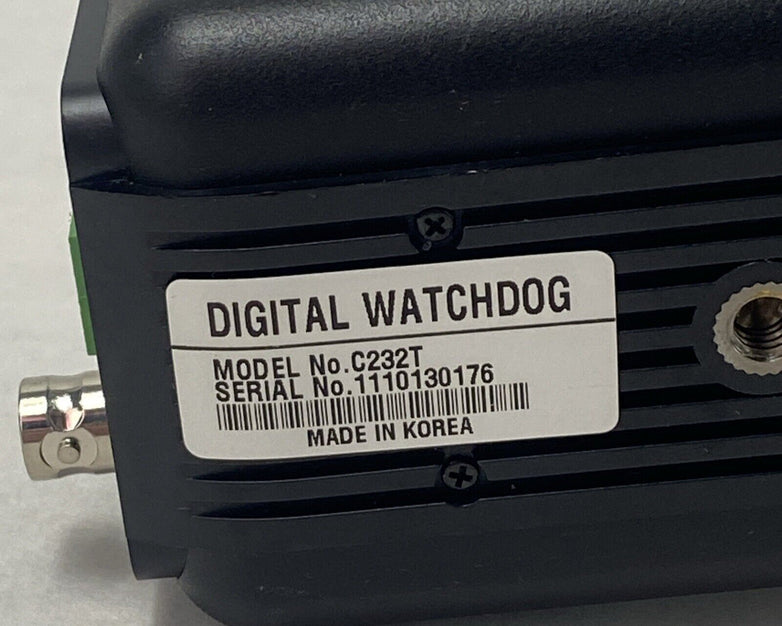 DIGITAL WATCHDOG
MODEL No.C232T
SERIAL No.1110130176
MADE IN KOREA